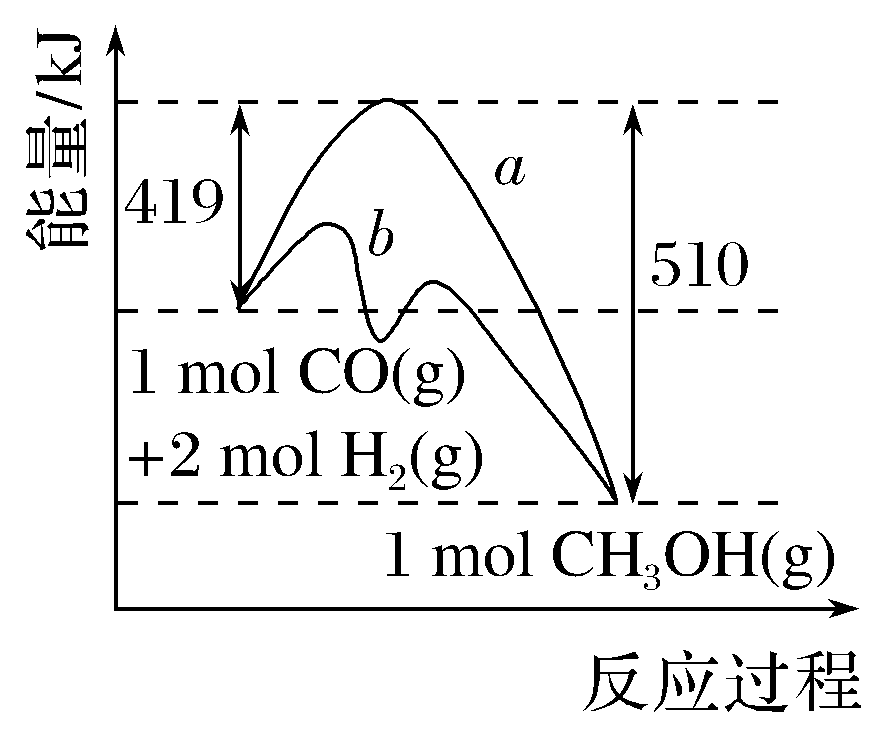 能量/kJ
419
a
b
510
1 mol CO(g)
+2 mol H₂(g)
1 mol CH₃OH(g)
反应过程